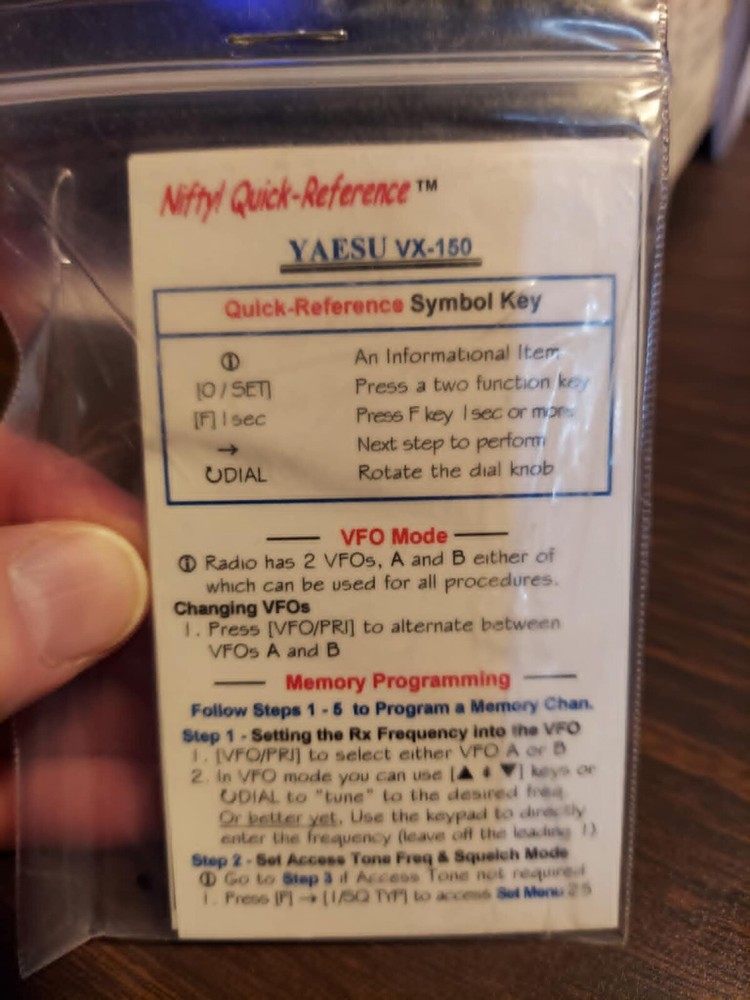 Nifty! Quick-Reference™
YAESU VX-150
Quick-Reference Symbol Key
ⓘ An Informational Item
[0 / SET] Press a two function key
[F] 1 sec Press F key 1 sec or more
→ Next step to perform
↻DIAL Rotate the dial knob
VFO Mode
ⓘ Radio has 2 VFOs, A and B either of
which can be used for all procedures.
Changing VFOs
1. Press [VFO/PRI] to alternate between
VFOs A and B
Memory Programming
Follow Steps 1 - 5 to Program a Memory Chan.
Step 1 - Setting the Rx Frequency into the VFO
1. [VFO/PRI] to select either VFO A or B
2. In VFO mode you can use [▲ & ▼] keys or
↻DIAL to "tune" to the desired freq.
Or better yet, Use the keypad to directly
enter the frequency (leave off the leading 1)
Step 2 - Set Access Tone Freq & Squelch Mode
ⓘ Go to Step 3 if Access Tone not required
1. Press [F] → [1/SQ TYP] to access Set Menu 25